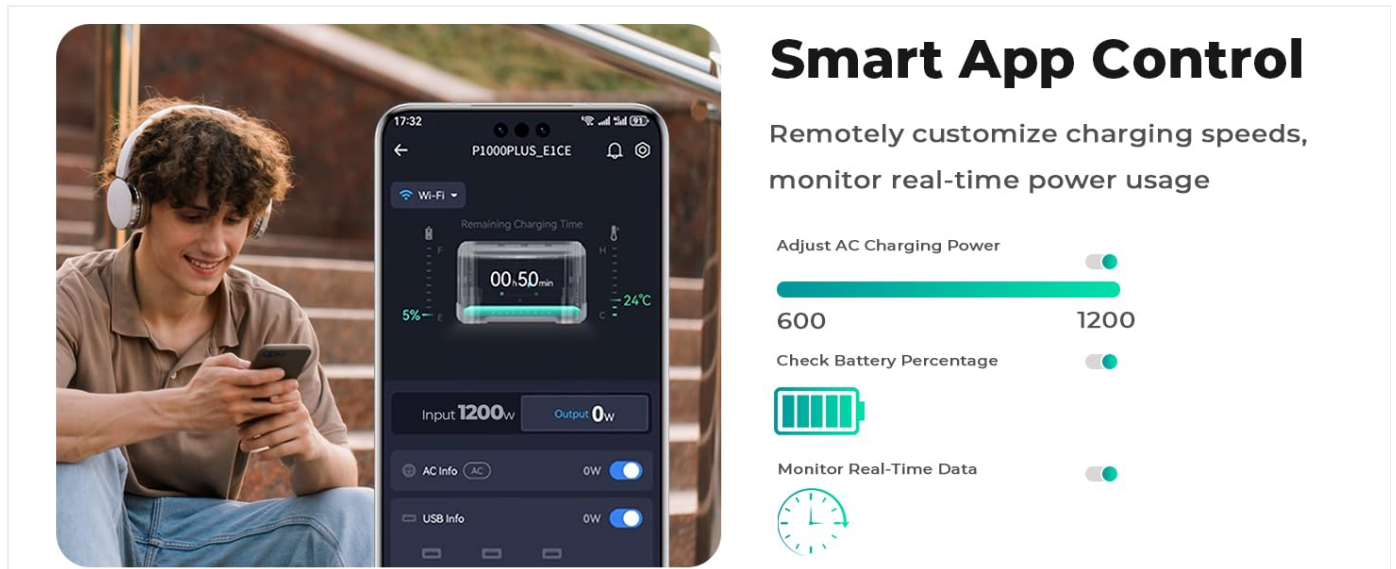 17:32
91
P1000PLUS_E1CE
Wi-Fi
Remaining Charging Time
F
H
00h50min
24°C
5%
E
C
Input 1200w
Output 0w
AC Info
AC
0W
USB Info
0W
Smart App Control
Remotely customize charging speeds,
monitor real-time power usage
Adjust AC Charging Power
600
1200
Check Battery Percentage
Monitor Real-Time Data